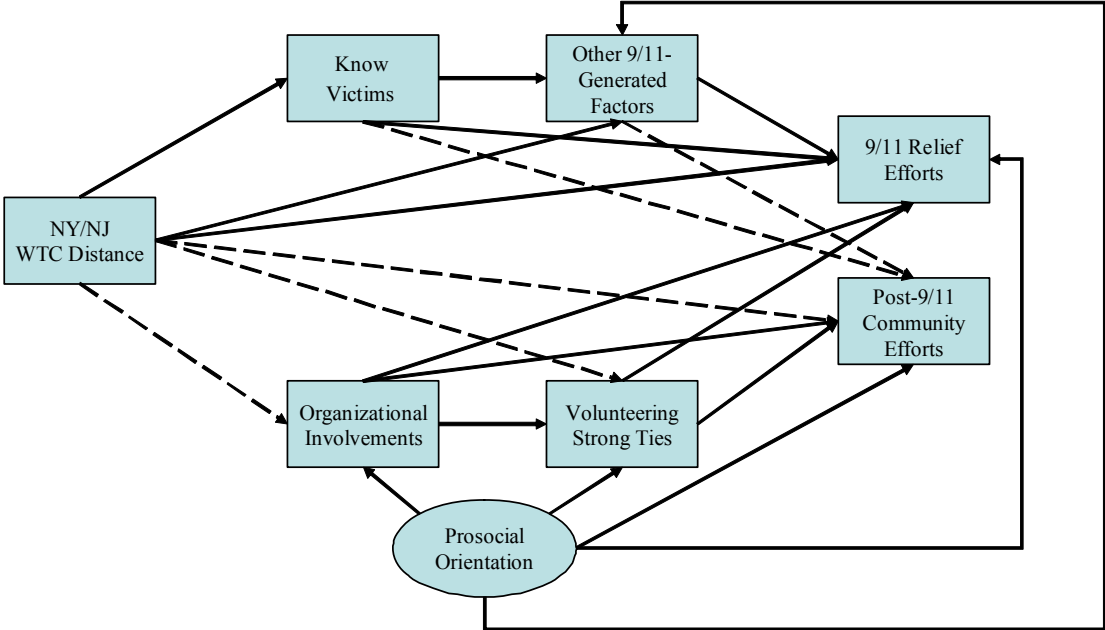 Know
Victims
Other 9/11-
Generated
Factors
9/11 Relief
Efforts
NY/NJ
WTC Distance
Post-9/11
Community
Efforts
Organizational
Involvements
Volunteering
Strong Ties
Prosocial
Orientation